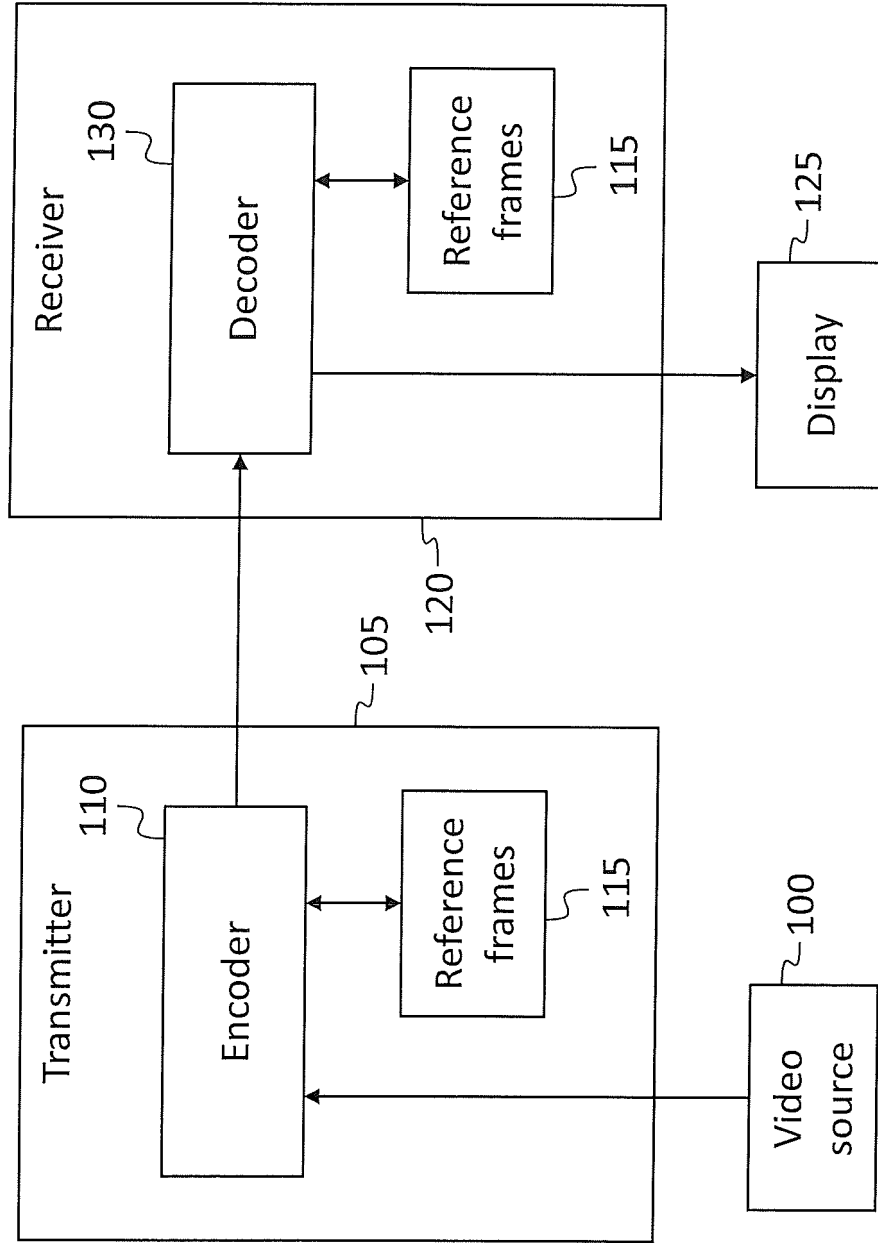 Transmitter
110
Encoder
Reference
frames
115
105
Video
source
100
Receiver
130
Decoder
Reference
frames
115
120
Display
125